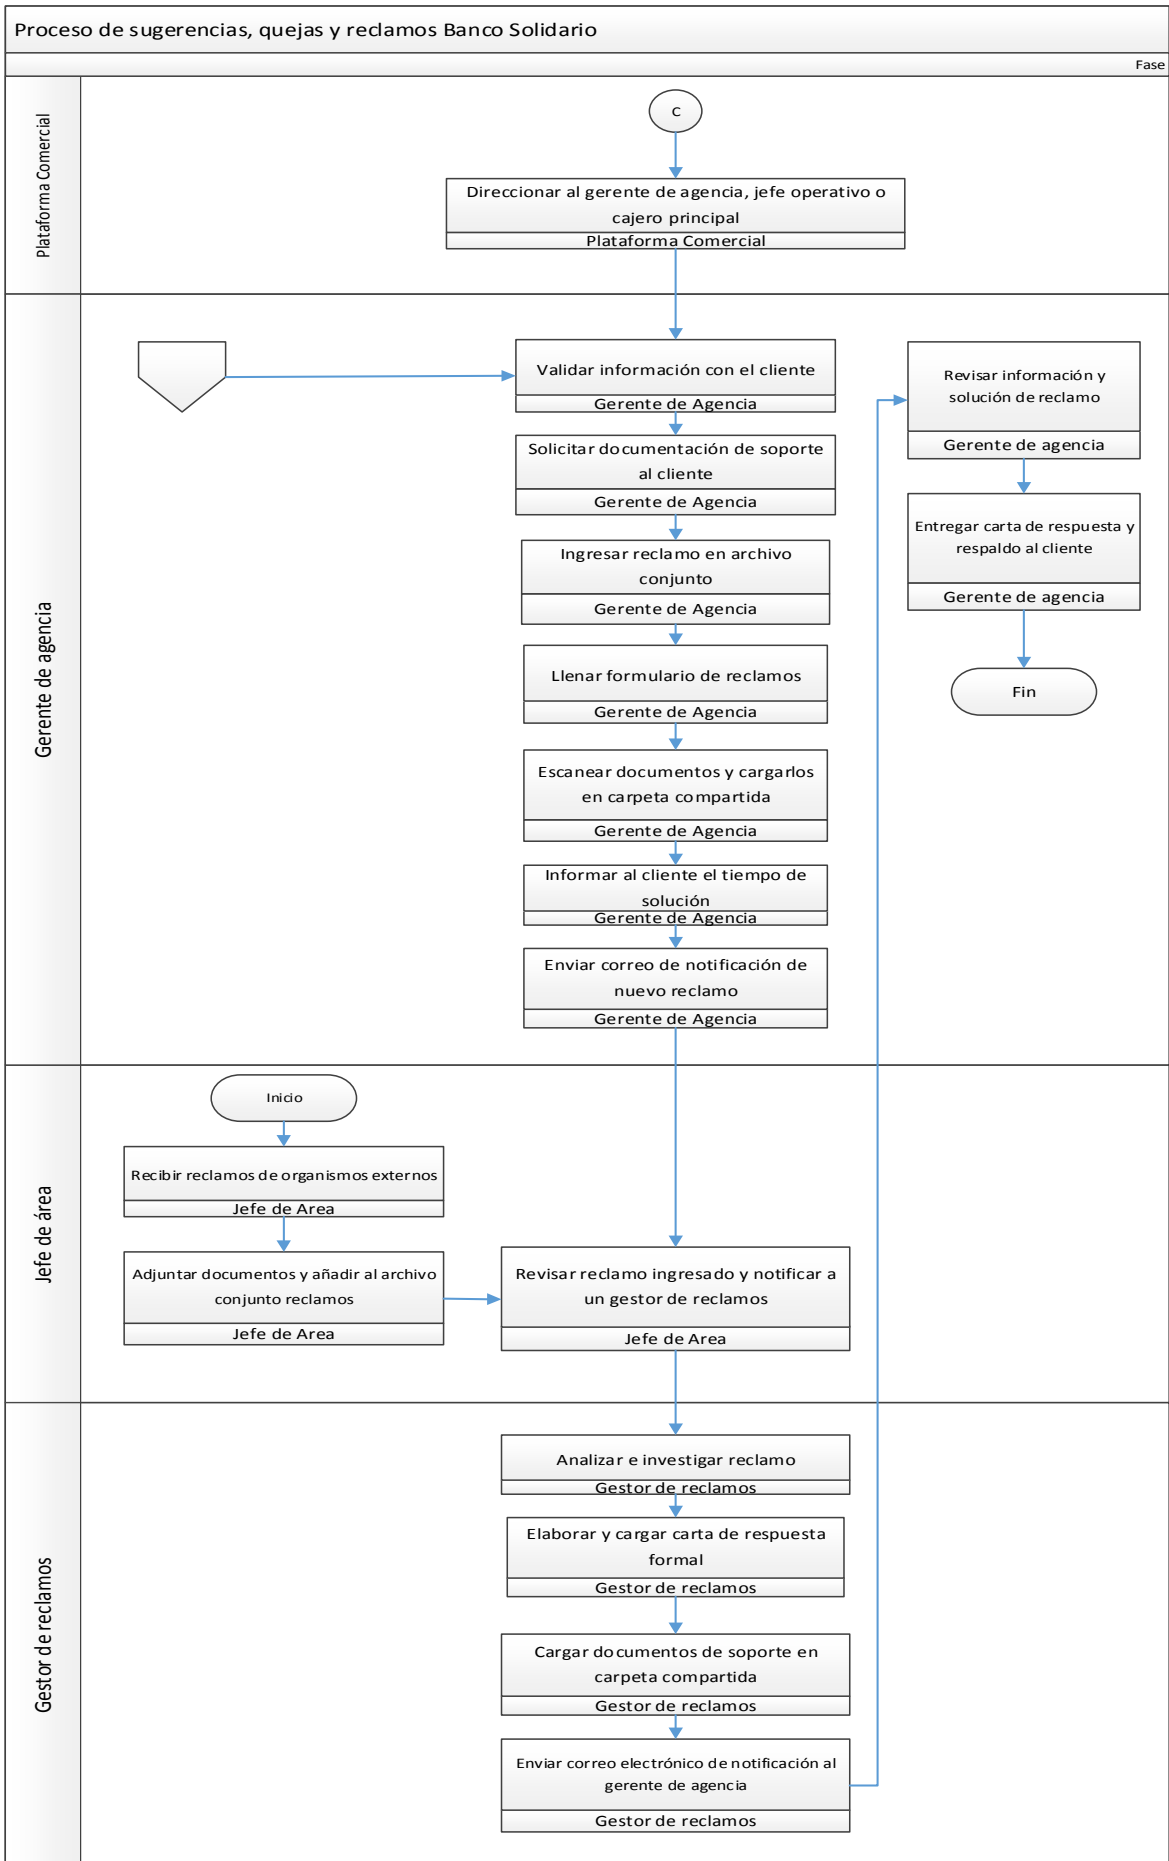 Proceso de sugerencias, quejas y reclamos Banco Solidario
Fase
Plataforma Comercial
C
Direccionar al gerente de agencia, jefe operativo o
cajero principal
Plataforma Comercial
Gerente de agencia
Validar información con el cliente
Gerente de Agencia
Solicitar documentación de soporte
al cliente
Gerente de Agencia
Ingresar reclamo en archivo
conjunto
Gerente de Agencia
Llenar formulario de reclamos
Gerente de Agencia
Escanear documentos y cargarlos
en carpeta compartida
Gerente de Agencia
Informar al cliente el tiempo de
solución
Gerente de Agencia
Enviar correo de notificación de
nuevo reclamo
Gerente de Agencia
Revisar información y
solución de reclamo
Gerente de agencia
Entregar carta de respuesta y
respaldo al cliente
Gerente de agencia
Fin
Jefe de área
Inicio
Recibir reclamos de organismos externos
Jefe de Area
Adjuntar documentos y añadir al archivo
conjunto reclamos
Jefe de Area
Revisar reclamo ingresado y notificar a
un gestor de reclamos
Jefe de Area
Gestor de reclamos
Analizar e investigar reclamo
Gestor de reclamos
Elaborar y cargar carta de respuesta
formal
Gestor de reclamos
Cargar documentos de soporte en
carpeta compartida
Gestor de reclamos
Enviar correo electrónico de notificación al
gerente de agencia
Gestor de reclamos